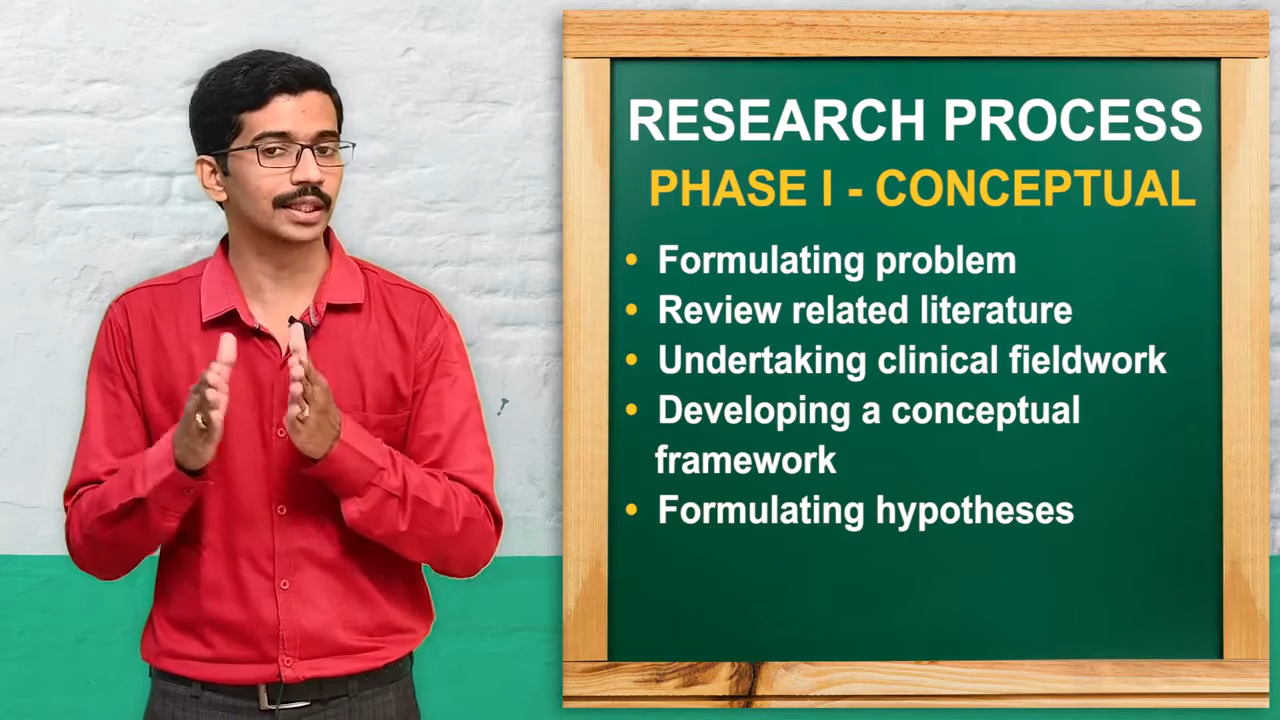 RESEARCH PROCESS
PHASE I - CONCEPTUAL
• Formulating problem
• Review related literature
• Undertaking clinical fieldwork
• Developing a conceptual
framework
• Formulating hypotheses